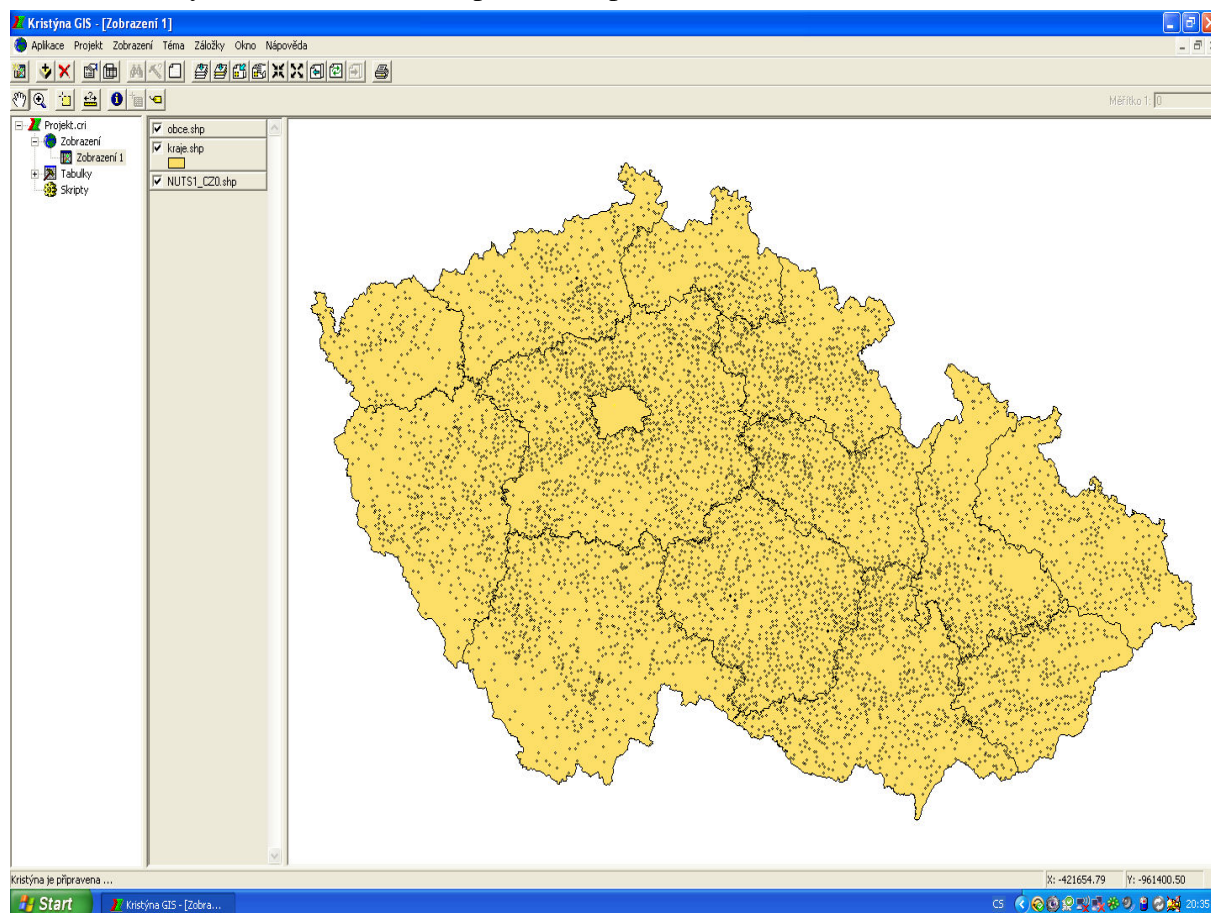 Kristýna GIS - [Zobrazení 1]
Aplikace Projekt Zobrazení Téma Záložky Okno Nápověda
Měřítko 1: 0
Projekt.cri
Zobrazení
Zobrazení 1
Tabulky
Skripty
obce.shp
kraje.shp
NUTS1_CZ0.shp
Kristýna je připravena ...
X: -421654.79 Y: -961400.50
Start Kristýna GIS - [Zobra... CS 20:35